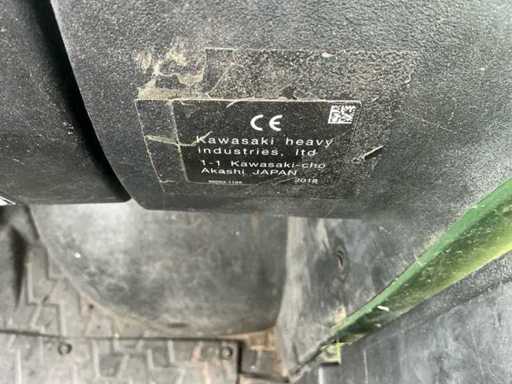 CE
Kawasaki heavy
industries, ltd
1-1 Kawasaki-cho
Akashi JAPAN
2018